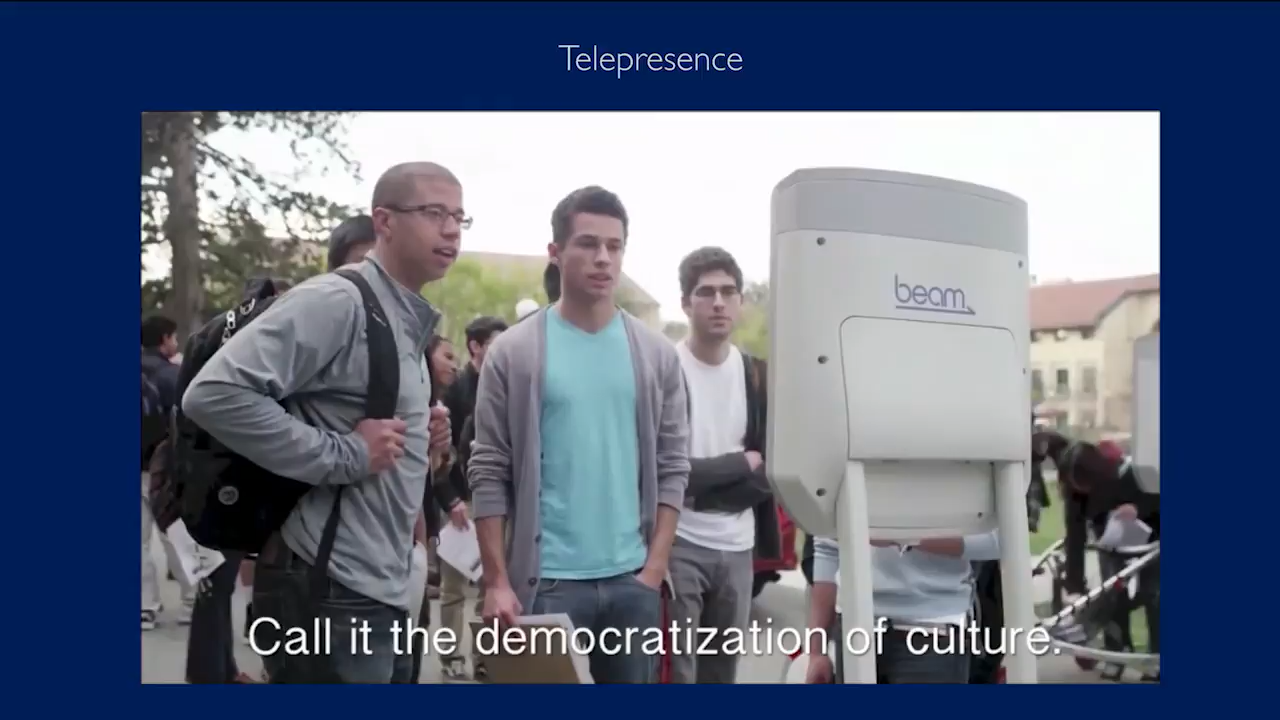 Telepresence
beam
Call it the democratization of culture.